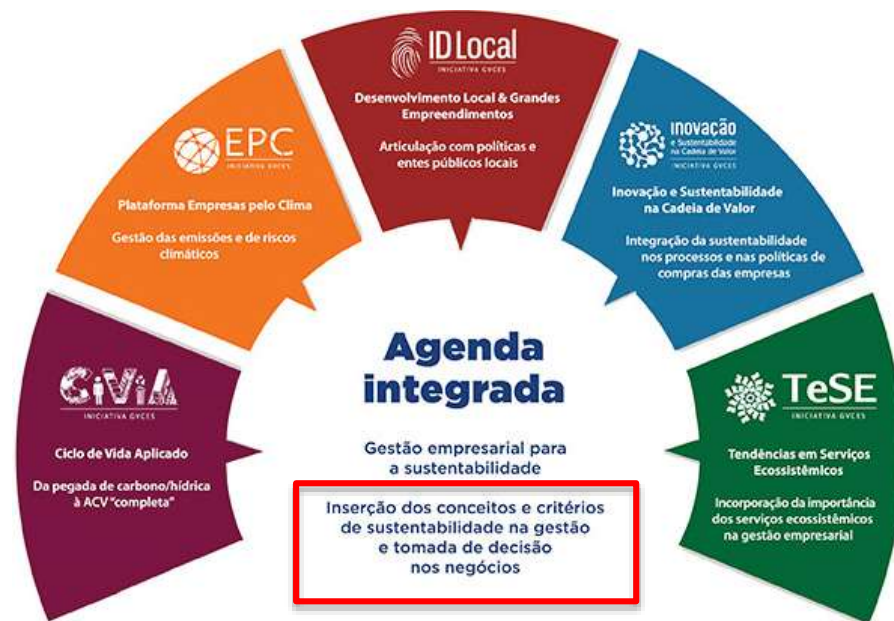 ID Local
INICIATIVA GVCES
Desenvolvimento Local & Grandes
Empreendimentos
Articulação com políticas e
entes públicos locais
EPC
INICIATIVA GVCES
Plataforma Empresas pelo Clima
Gestão das emissões e de riscos
climáticos
Inovação
e Sustentabilidade
na Cadeia de Valor
INICIATIVA GVCES
Inovação e Sustentabilidade
na Cadeia de Valor
Integração da sustentabilidade
nos processos e nas políticas de
compras das empresas
CiViA
INICIATIVA GVCES
Ciclo de Vida Aplicado
Da pegada de carbono/hídrica
à ACV "completa"
TeSE
INICIATIVA GVCES
Tendências em Serviços
Ecossistêmicos
Incorporação da importância
dos serviços ecossistêmicos
na gestão empresarial
Agenda
integrada
Gestão empresarial para
a sustentabilidade
Inserção dos conceitos e critérios
de sustentabilidade na gestão
e tomada de decisão
nos negócios